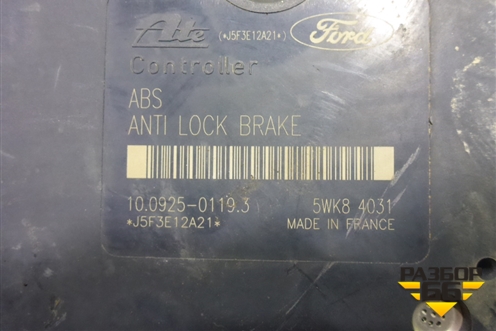 Ate (*J5F3E12A21*) Ford
Controller
ABS
ANTI LOCK BRAKE
10.0925-0119.3 5WK8 4031
*J5F3E12A21* MADE IN FRANCE
РАЗБОР
66